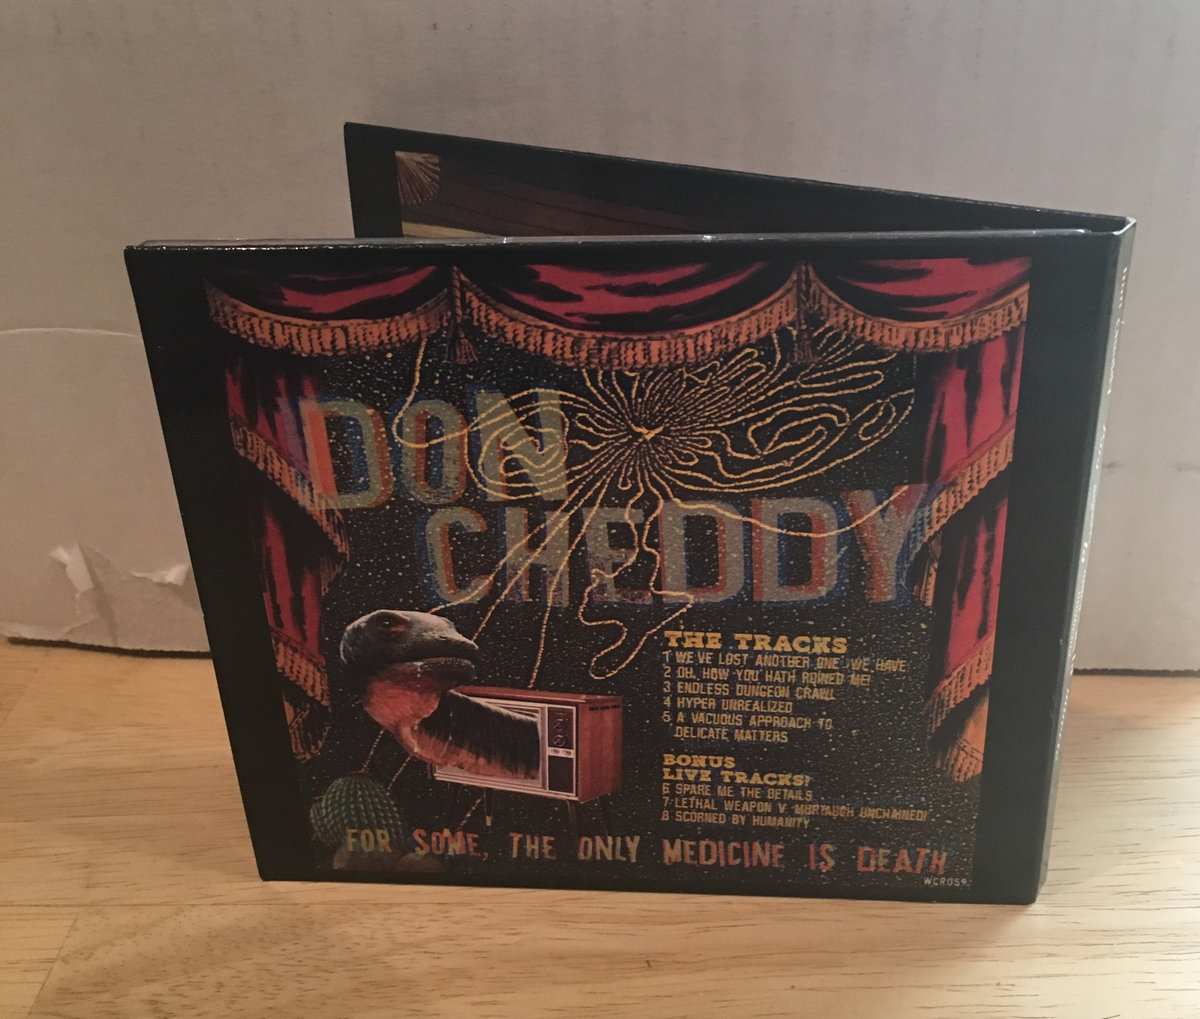 DON
CHEDDY
THE TRACKS
1 WE'VE LOST ANOTHER ONE, WE HAVE
2 OH, HOW YOU HATH RUINED ME!
3 ENDLESS DUNGEON CRAWL
4 HYPER UNREALIZED
5 A VACUOUS APPROACH TO
DELICATE MATTERS
BONUS
LIVE TRACKS!
6 SPARE ME THE DETAILS
7 LETHAL WEAPON V: MURTAUGH UNCHAINED!
8 SCORNED BY HUMANITY
FOR SOME, THE ONLY MEDICINE IS DEATH
WCR059